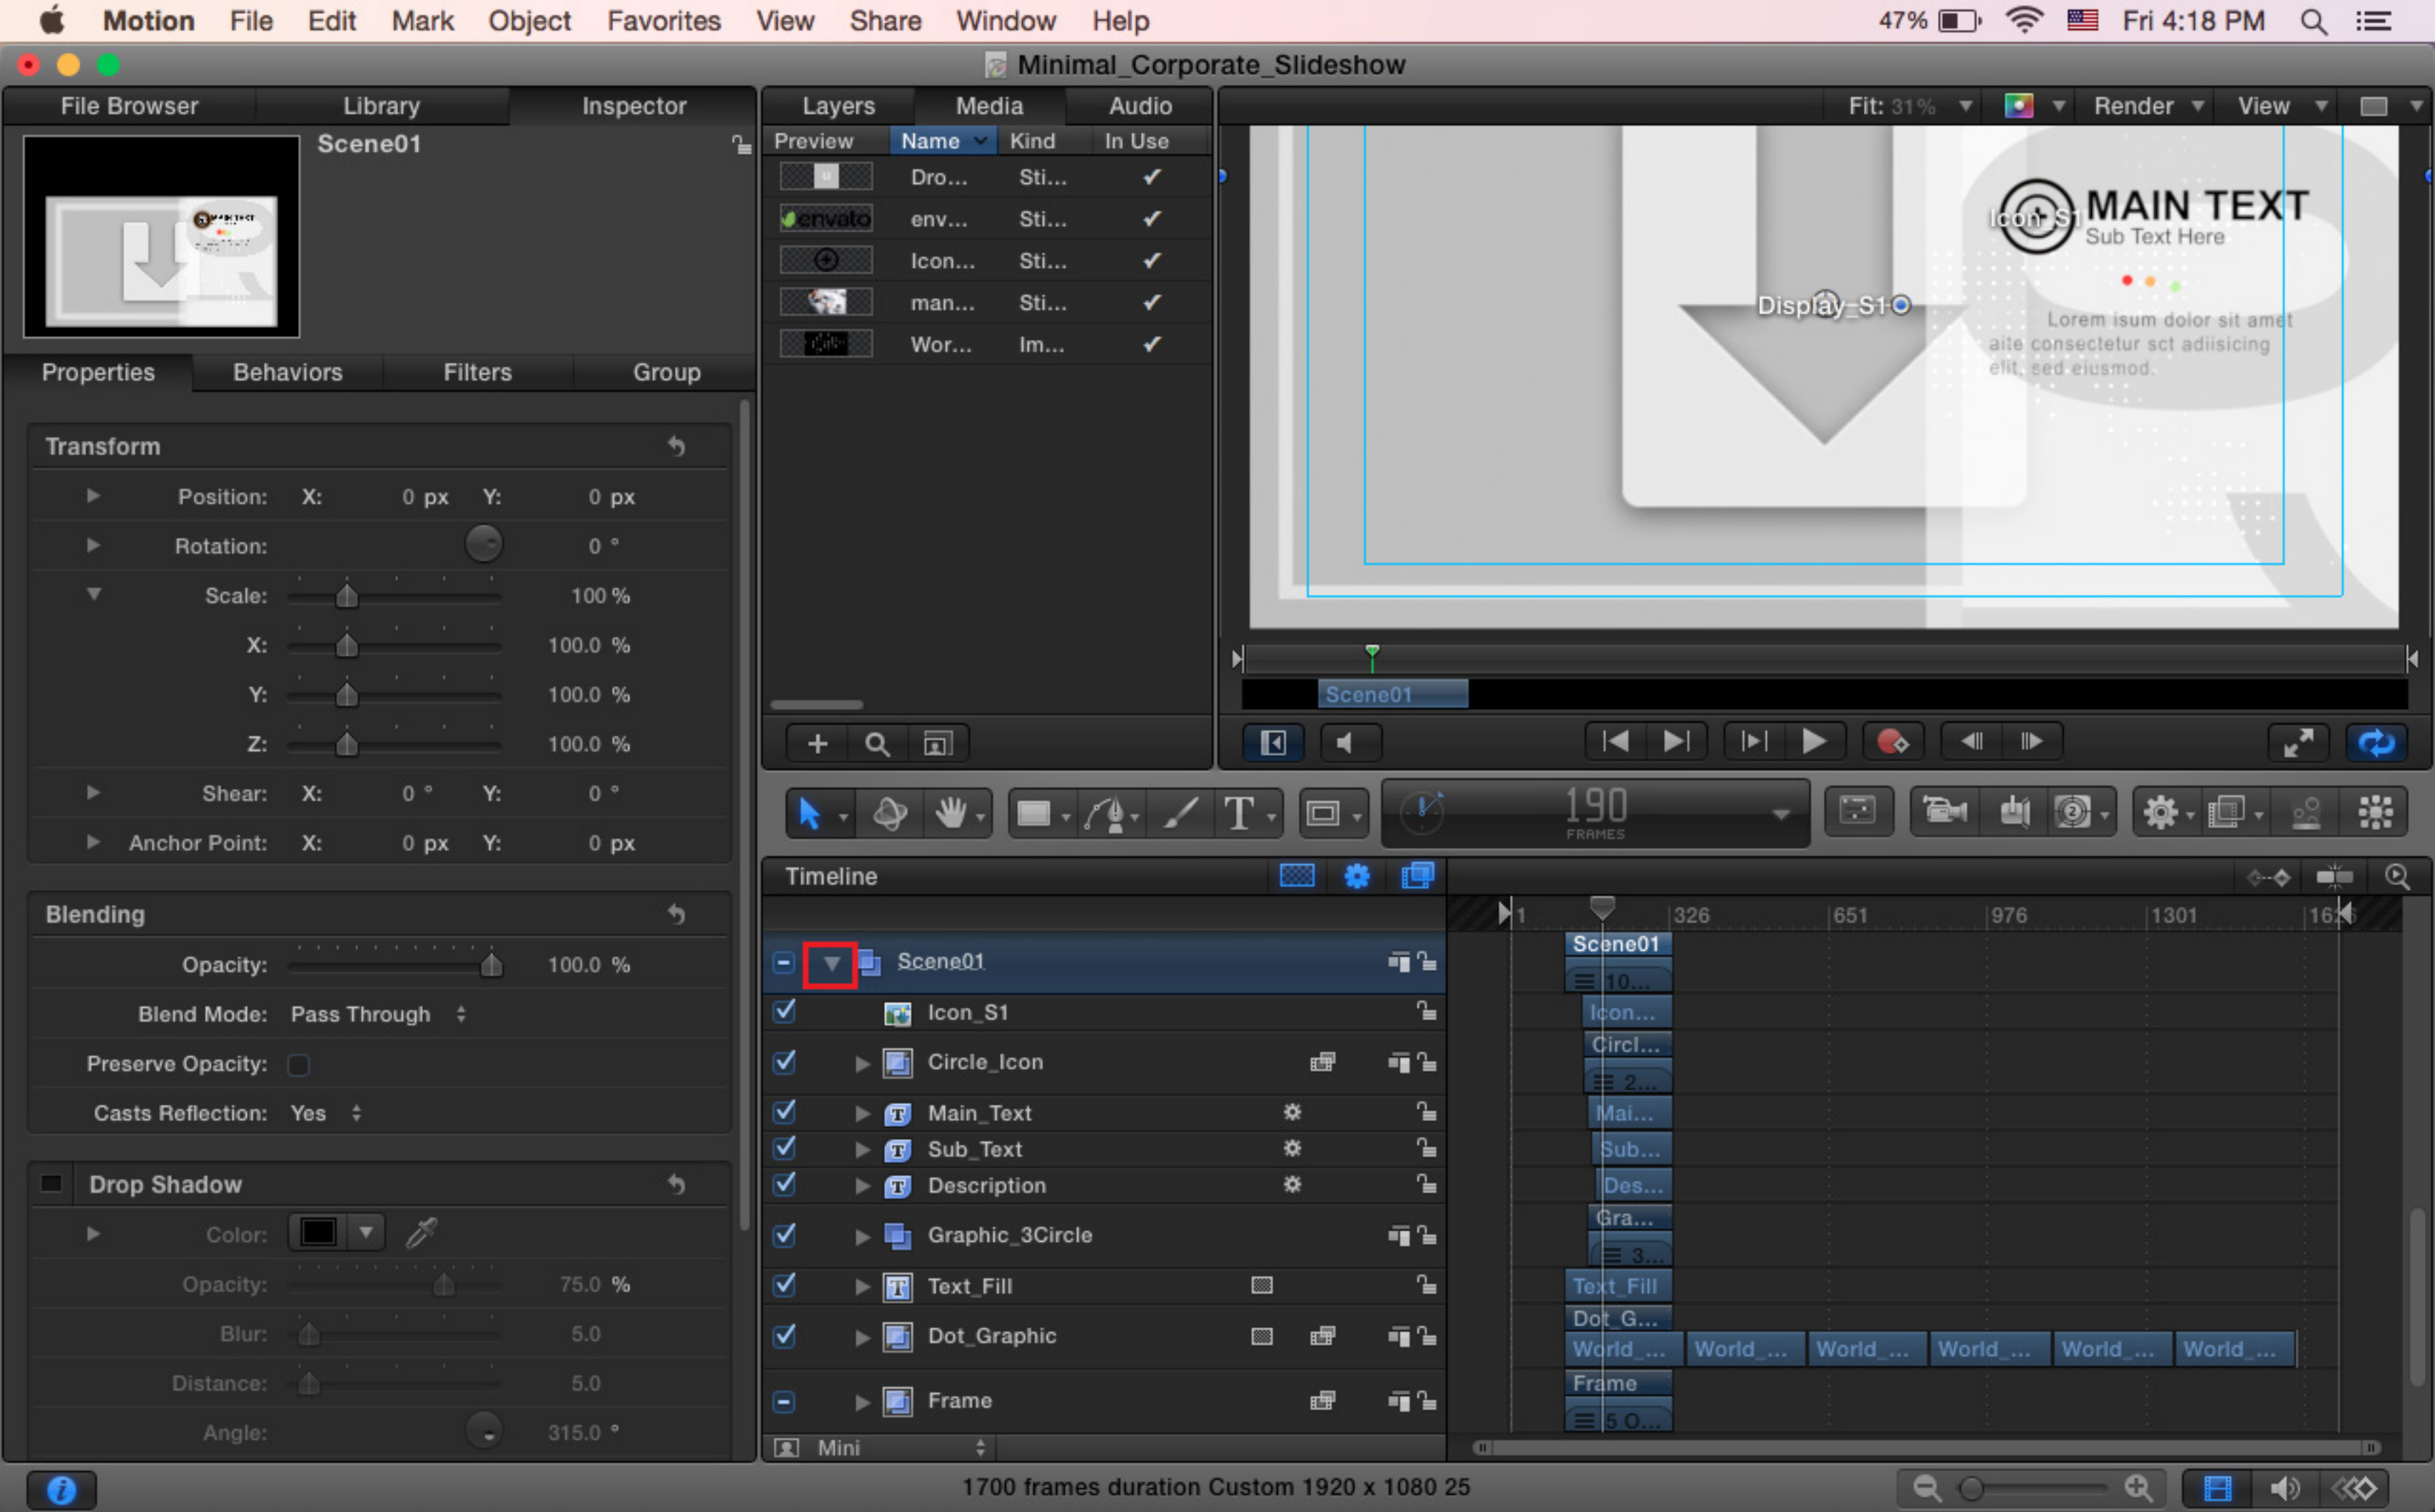 Motion File Edit Mark Object Favorites View Share Window Help 47% Fri 4:18 PM
Minimal_Corporate_Slideshow
File Browser Library Inspector
Scene01
Properties Behaviors Filters Group
Transform
Position: X: 0 px Y: 0 px
Rotation: 0 °
Scale: 100 %
X: 100.0 %
Y: 100.0 %
Z: 100.0 %
Shear: X: 0 ° Y: 0 °
Anchor Point: X: 0 px Y: 0 px
Blending
Opacity: 100.0 %
Blend Mode: Pass Through
Preserve Opacity:
Casts Reflection: Yes
Drop Shadow
Color:
Opacity: 75.0 %
Blur: 5.0
Distance: 5.0
Angle: 315.0 °
Layers Media Audio
Preview Name Kind In Use
Dro... Sti...
envato env... Sti...
Icon... Sti...
man... Sti...
Wor... Im...
Fit: 31% Render View
Icon_S1 MAIN TEXT
Sub Text Here
Display_S1
Lorem isum dolor sit amet
aite consectetur sct adiisicing
elit, sed eiusmod.
Scene01
T 190 2
FRAMES
Timeline
1 326 651 976 1301 1626
Scene01 Scene01
10...
Icon_S1 Icon...
Circle_Icon Circl...
2...
Main_Text Mai...
Sub_Text Sub...
Description Des...
Graphic_3Circle Gra...
3...
Text_Fill Text_Fill
Dot_Graphic Dot_G...
World_... World_... World_... World_... World_... World_...
Frame Frame
5 O...
Mini
1700 frames duration Custom 1920 x 1080 25